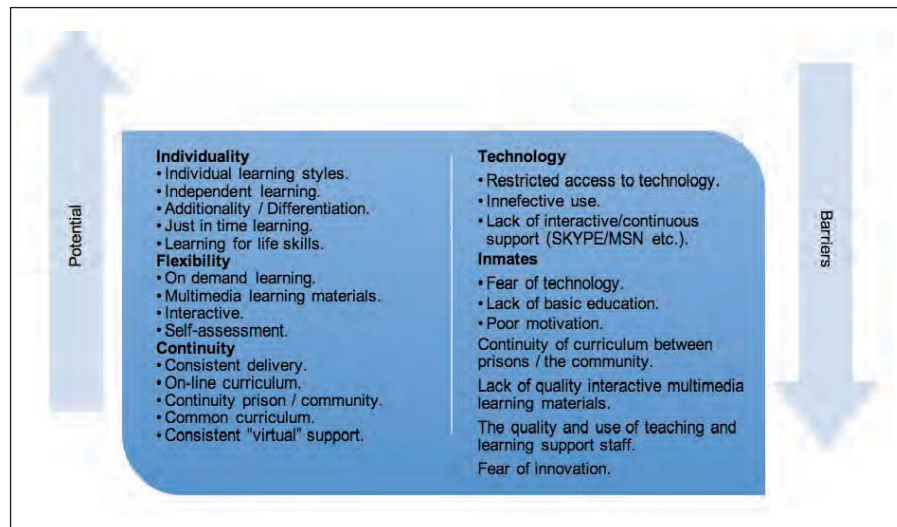 Potential
Individuality
• Individual learning styles.
• Independent learning.
• Additionality / Differentiation.
• Just in time learning.
• Learning for life skills.
Flexibility
• On demand learning.
• Multimedia learning materials.
• Interactive.
• Self-assessment.
Continuity
• Consistent delivery.
• On-line curriculum.
• Continuity prison / community.
• Common curriculum.
• Consistent "virtual" support.
Technology
• Restricted access to technology.
• Innefective use.
• Lack of interactive/continuous
support (SKYPE/MSN etc.).
Inmates
• Fear of technology.
• Lack of basic education.
• Poor motivation.
Continuity of curriculum between
prisons / the community.
Lack of quality interactive multimedia
learning materials.
The quality and use of teaching and
learning support staff.
Fear of innovation.
Barriers